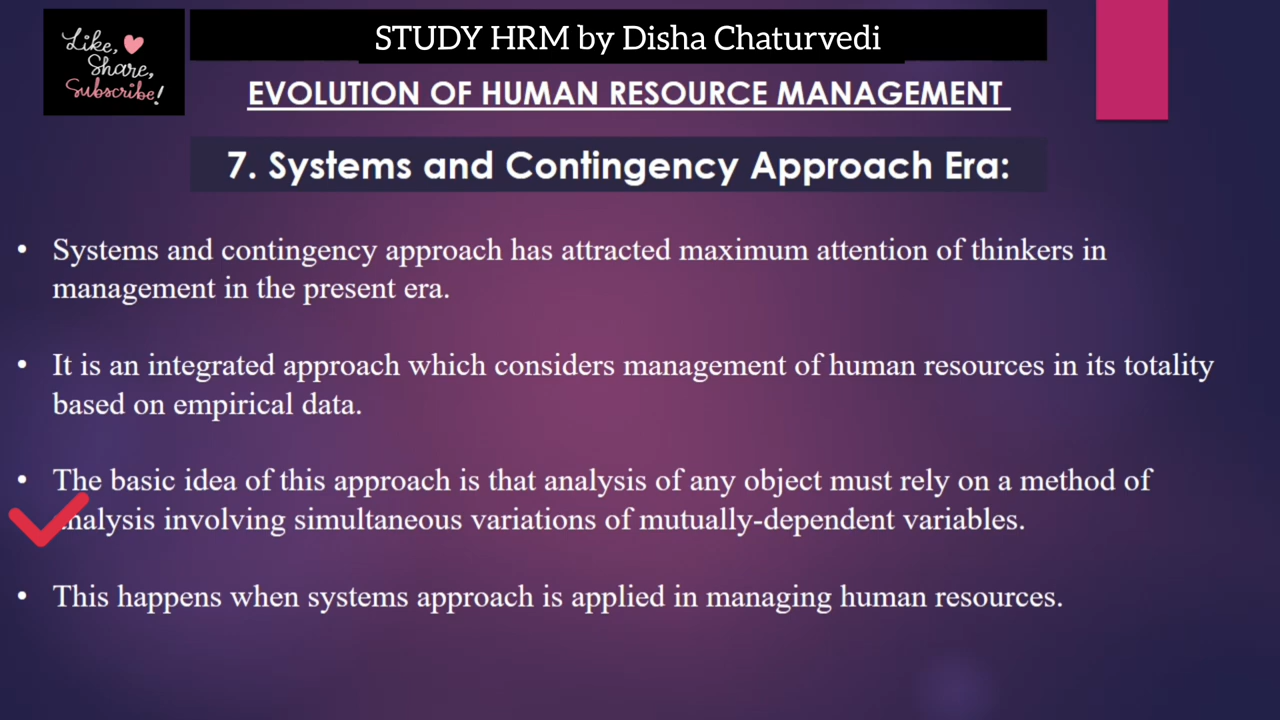 Like,
Share,
Subscribe!
STUDY HRM by Disha Chaturvedi
EVOLUTION OF HUMAN RESOURCE MANAGEMENT
7. Systems and Contingency Approach Era:
• Systems and contingency approach has attracted maximum attention of thinkers in
management in the present era.
• It is an integrated approach which considers management of human resources in its totality
based on empirical data.
• The basic idea of this approach is that analysis of any object must rely on a method of
analysis involving simultaneous variations of mutually-dependent variables.
• This happens when systems approach is applied in managing human resources.